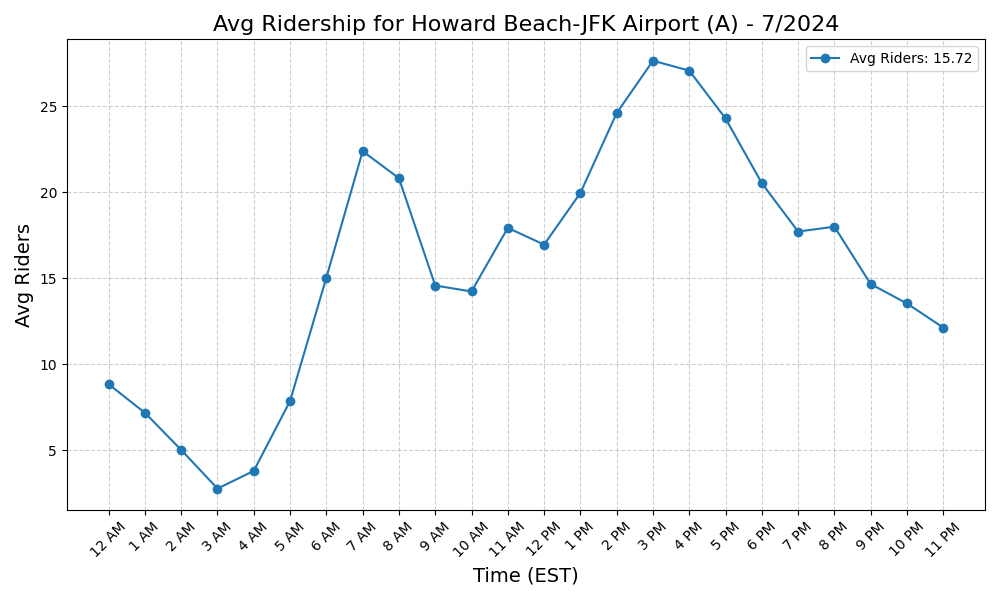 Avg Ridership for Howard Beach-JFK Airport (A) - 7/2024
Avg Riders: 15.72
Avg Riders
25
20
15
10
5
12 AM
1 AM
2 AM
3 AM
4 AM
5 AM
6 AM
7 AM
8 AM
9 AM
10 AM
11 AM
12 PM
1 PM
2 PM
3 PM
4 PM
5 PM
6 PM
7 PM
8 PM
9 PM
10 PM
11 PM
Time (EST)